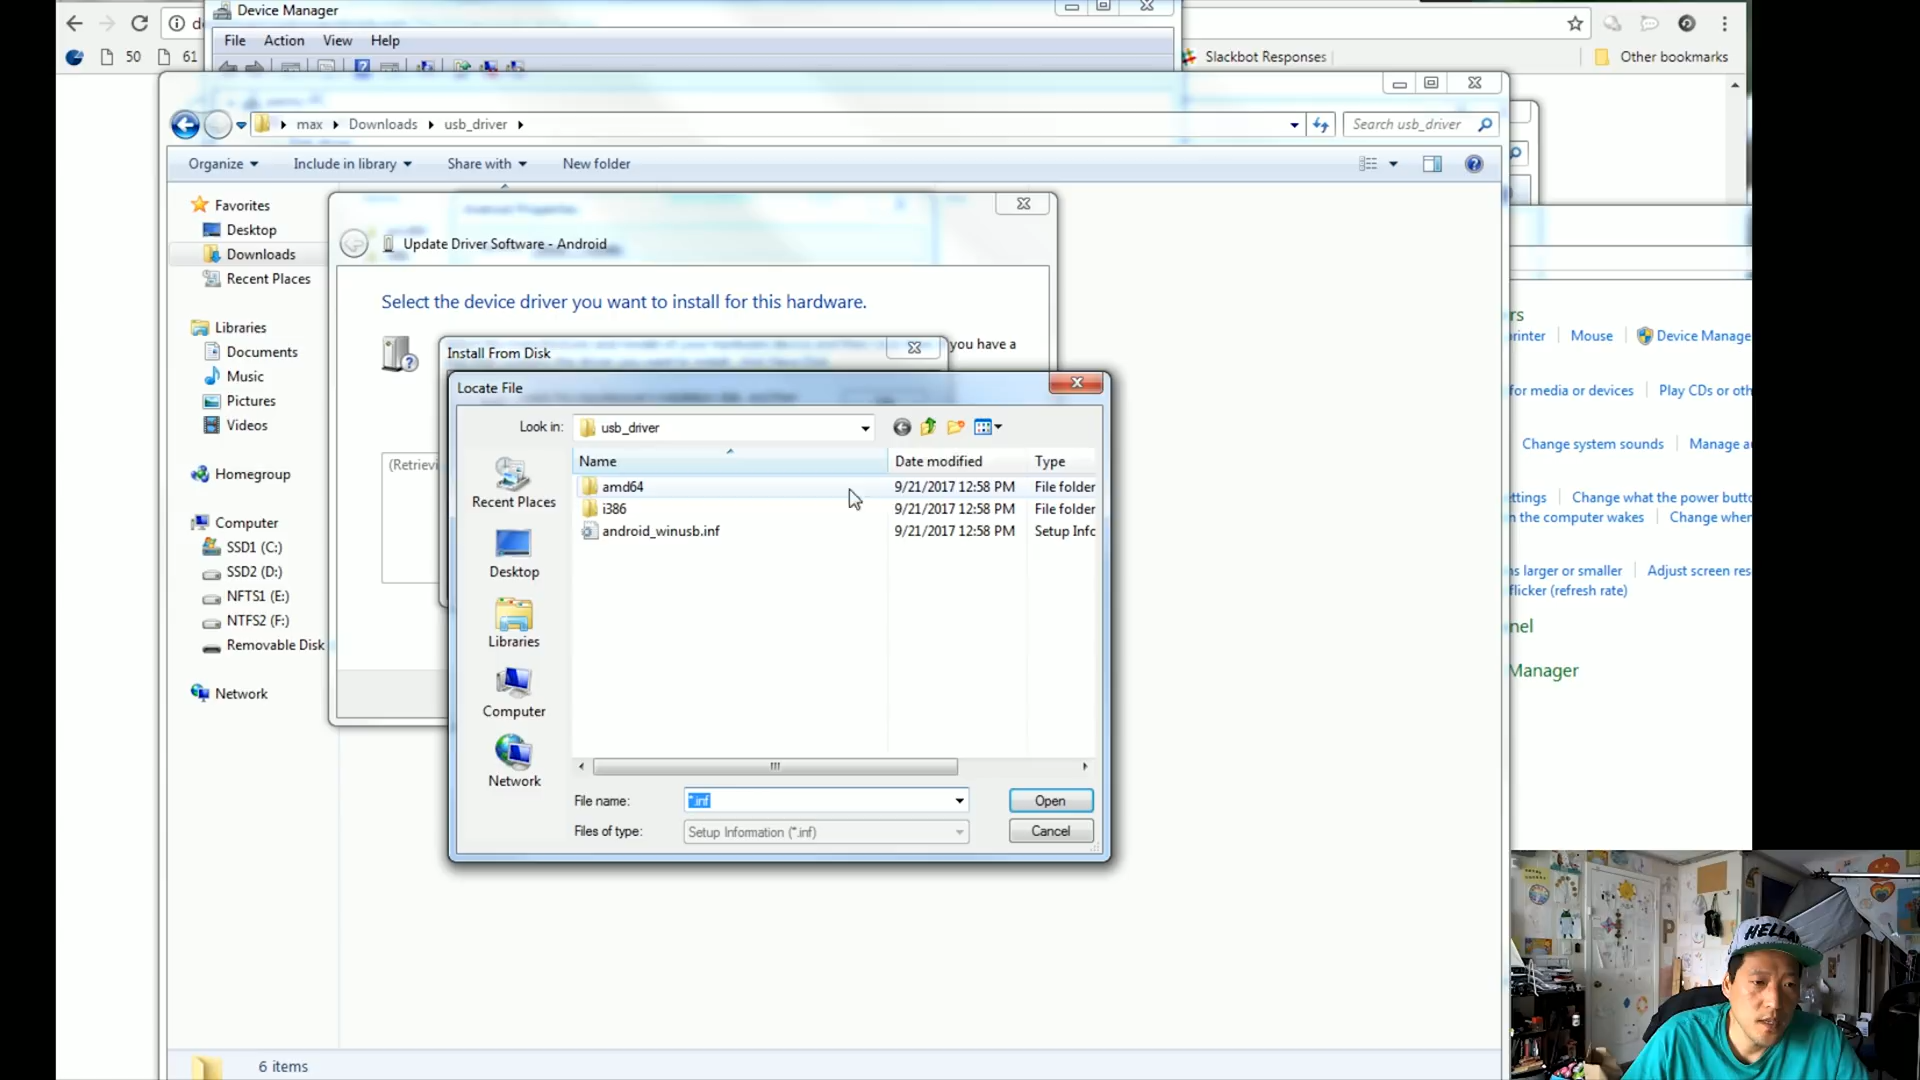 Device Manager
File Action View Help
50 61
Slackbot Responses
Other bookmarks
max Downloads usb_driver
Search usb_driver
Organize Include in library Share with New folder
Favorites
Desktop
Downloads
Recent Places
Libraries
Documents
Music
Pictures
Videos
Homegroup
Computer
SSD1 (C:)
SSD2 (D:)
NFTS1 (E:)
NTFS2 (F:)
Removable Disk
Network
6 items
Update Driver Software - Android
Select the device driver you want to install for this hardware.
you have a
(Retrievi
Install From Disk
Locate File
Look in: usb_driver
Recent Places
Desktop
Libraries
Computer
Network
Name Date modified Type
amd64 9/21/2017 12:58 PM File folder
i386 9/21/2017 12:58 PM File folder
android_winusb.inf 9/21/2017 12:58 PM Setup Info
File name: *.inf Open
Files of type: Setup Information (*.inf) Cancel
rs
rinter Mouse Device Manage
for media or devices Play CDs or oth
Change system sounds Manage au
ttings Change what the power butto
n the computer wakes Change when
s larger or smaller Adjust screen res
flicker (refresh rate)
nel
Manager
HELLO